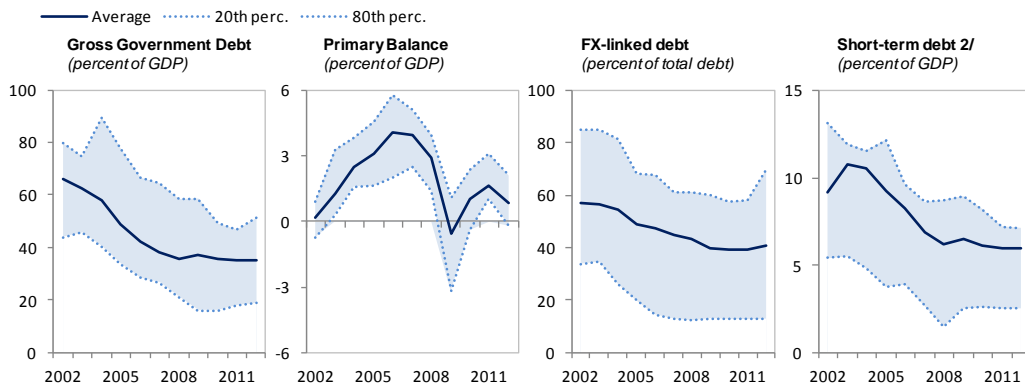 Average 20th perc. 80th perc.
Gross Government Debt
(percent of GDP)
100
80
60
40
20
0
2002 2005 2008 2011
Primary Balance
(percent of GDP)
6
3
0
-3
-6
2002 2005 2008 2011
FX-linked debt
(percent of total debt)
100
80
60
40
20
0
2002 2005 2008 2011
Short-term debt 2/
(percent of GDP)
15
10
5
0
2002 2005 2008 2011